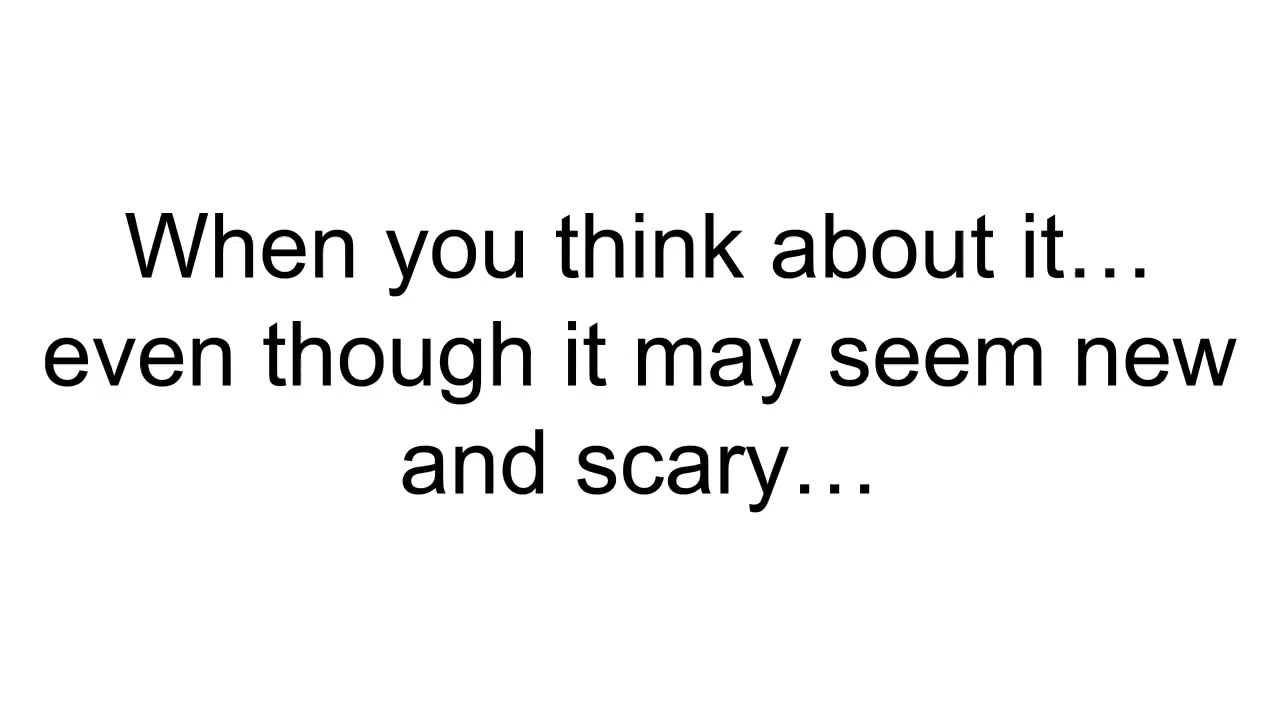 When you think about it…
even though it may seem new
and scary…